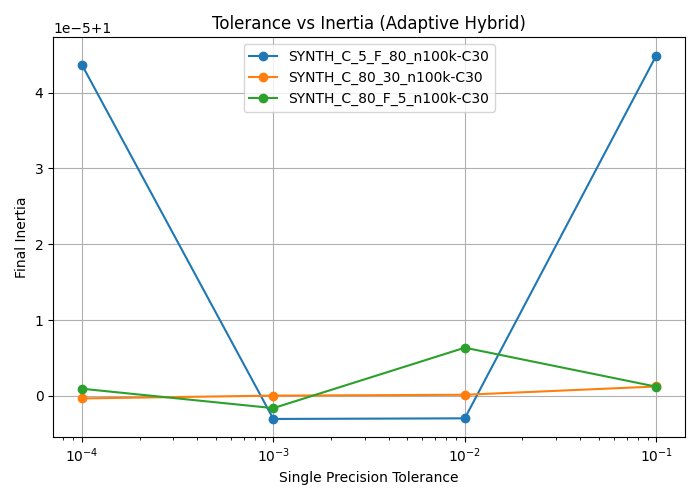 Tolerance vs Inertia (Adaptive Hybrid)
1e−5+1
SYNTH_C_5_F_80_n100k-C30
SYNTH_C_80_30_n100k-C30
SYNTH_C_80_F_5_n100k-C30
Final Inertia
4
3
2
1
0
10⁻⁴ 10⁻³ 10⁻² 10⁻¹
Single Precision Tolerance